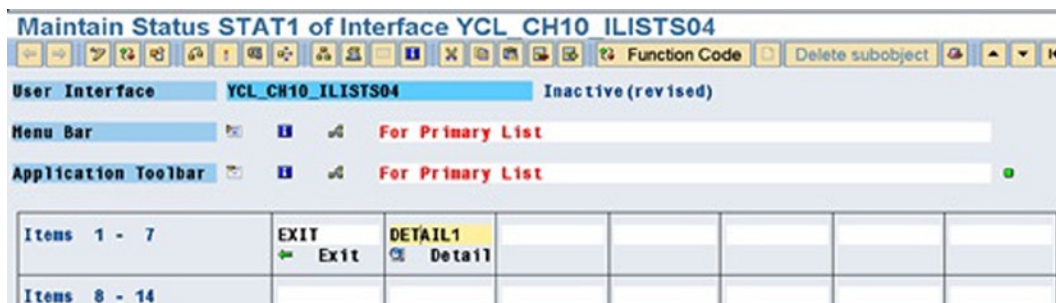 Maintain Status STAT1 of Interface YCL_CH10_ILISTS04
Function Code Delete subobject
User Interface YCL_CH10_ILISTS04 Inactive(revised)
Menu Bar For Primary List
Application Toolbar For Primary List
Items 1 - 7 EXIT DETAIL1
Exit Detail
Items 8 - 14